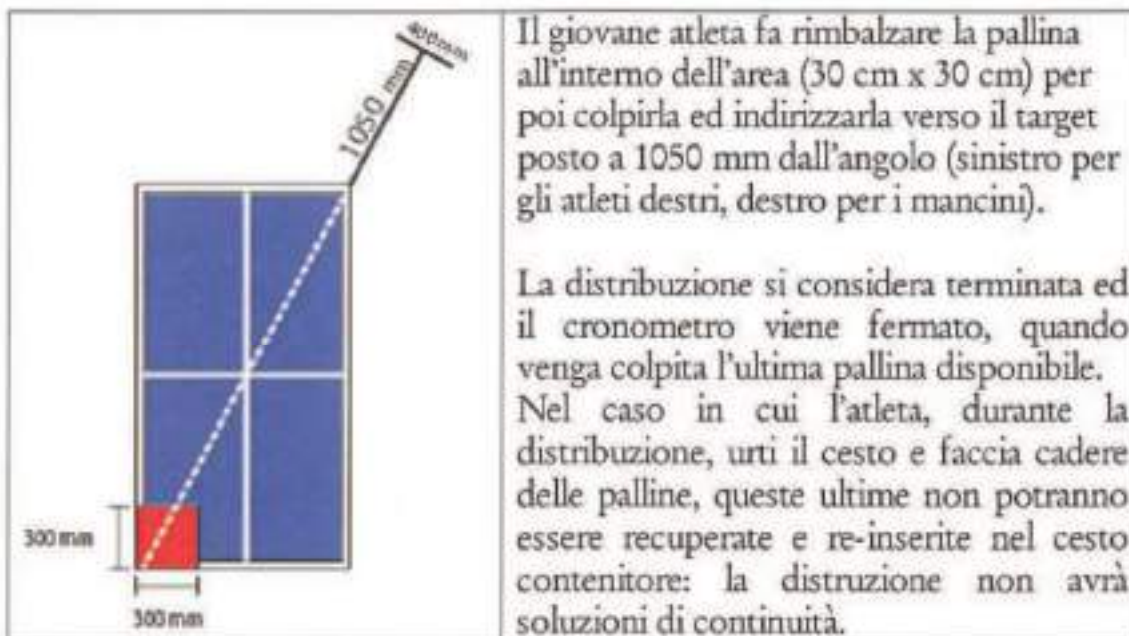 400mm
1050 mm
300 mm
300 mm
Il giovane atleta fa rimbalzare la pallina
all'interno dell'area (30 cm x 30 cm) per
poi colpirla ed indirizzarla verso il target
posto a 1050 mm dall'angolo (sinistro per
gli atleti destri, destro per i mancini).
La distribuzione si considera terminata ed
il cronometro viene fermato, quando
venga colpita l'ultima pallina disponibile.
Nel caso in cui l'atleta, durante la
distribuzione, urti il cesto e faccia cadere
delle palline, queste ultime non potranno
essere recuperate e re-inserite nel cesto
contenitore: la distruzione non avrà
soluzioni di continuità.